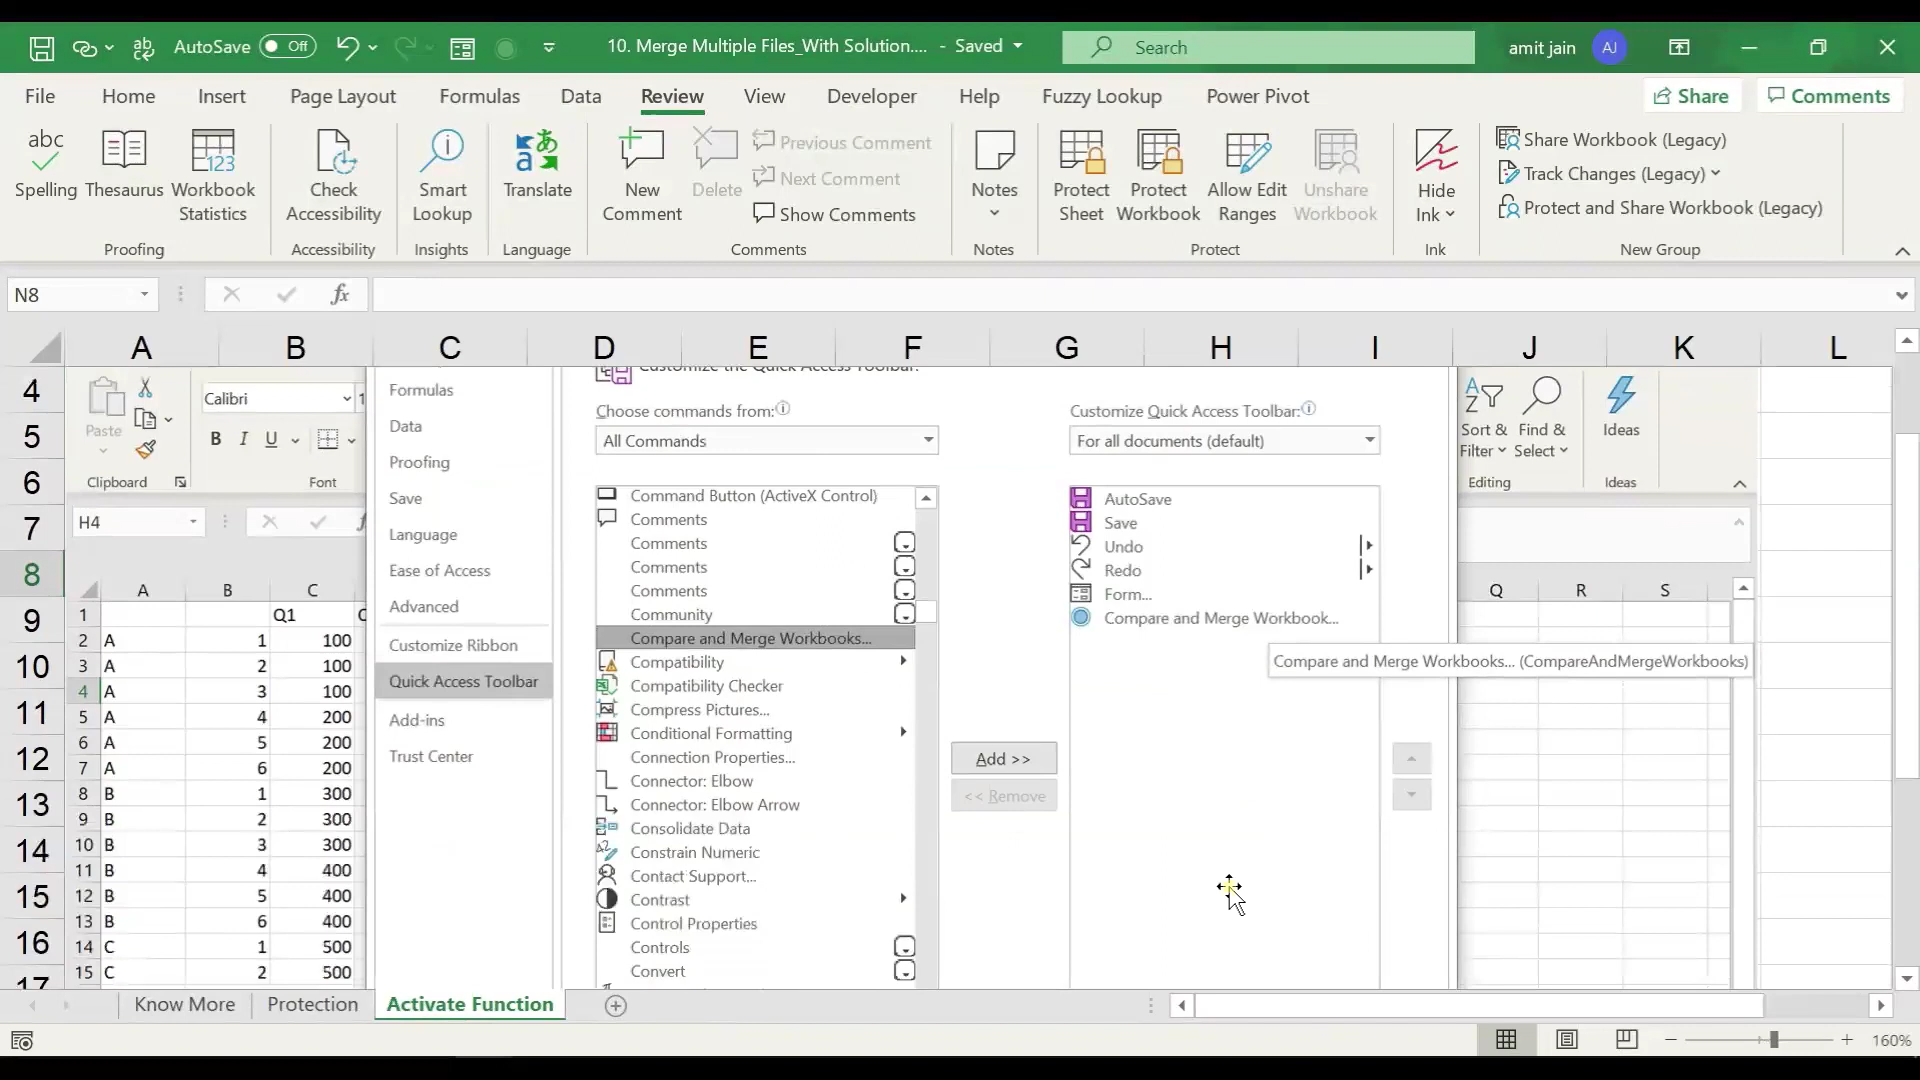 AutoSave Off 10. Merge Multiple Files_With Solution.... - Saved Search amit jain AJ
File Home Insert Page Layout Formulas Data Review View Developer Help Fuzzy Lookup Power Pivot Share Comments
abc
Spelling
Thesaurus
123
Workbook
Statistics
Proofing
Check
Accessibility
Accessibility
Smart
Lookup
Insights
Translate
Language
New
Comment
Delete
Previous Comment
Next Comment
Show Comments
Comments
Notes
Notes
Protect
Sheet
Protect
Workbook
Allow Edit
Ranges
Unshare
Workbook
Protect
Hide
Ink
Ink
Share Workbook (Legacy)
Track Changes (Legacy)
Protect and Share Workbook (Legacy)
New Group
N8 fx
A B C D E F G H I J K L
4
5
6
7
8
9
10
11
12
13
14
15
16
17
Paste
Clipboard
Calibri
B I U
Font
H4
A B C
1 Q1
2 A 1 100
3 A 2 100
4 A 3 100
5 A 4 200
6 A 5 200
7 A 6 200
8 B 1 300
9 B 2 300
10 B 3 300
11 B 4 400
12 B 5 400
13 B 6 400
14 C 1 500
15 C 2 500
Formulas
Data
Proofing
Save
Language
Ease of Access
Advanced
Customize Ribbon
Quick Access Toolbar
Add-ins
Trust Center
Customize the Quick Access Toolbar.
Choose commands from:
All Commands
Command Button (ActiveX Control)
Comments
Comments
Comments
Comments
Community
Compare and Merge Workbooks...
Compatibility
Compatibility Checker
Compress Pictures...
Conditional Formatting
Connection Properties...
Connector: Elbow
Connector: Elbow Arrow
Consolidate Data
Constrain Numeric
Contact Support...
Contrast
Control Properties
Controls
Convert
Add >>
<< Remove
Customize Quick Access Toolbar:
For all documents (default)
AutoSave
Save
Undo
Redo
Form...
Compare and Merge Workbook...
Compare and Merge Workbooks... (CompareAndMergeWorkbooks)
Sort &
Filter
Find &
Select
Editing
Ideas
Ideas
Q R S
Know More Protection Activate Function
160%